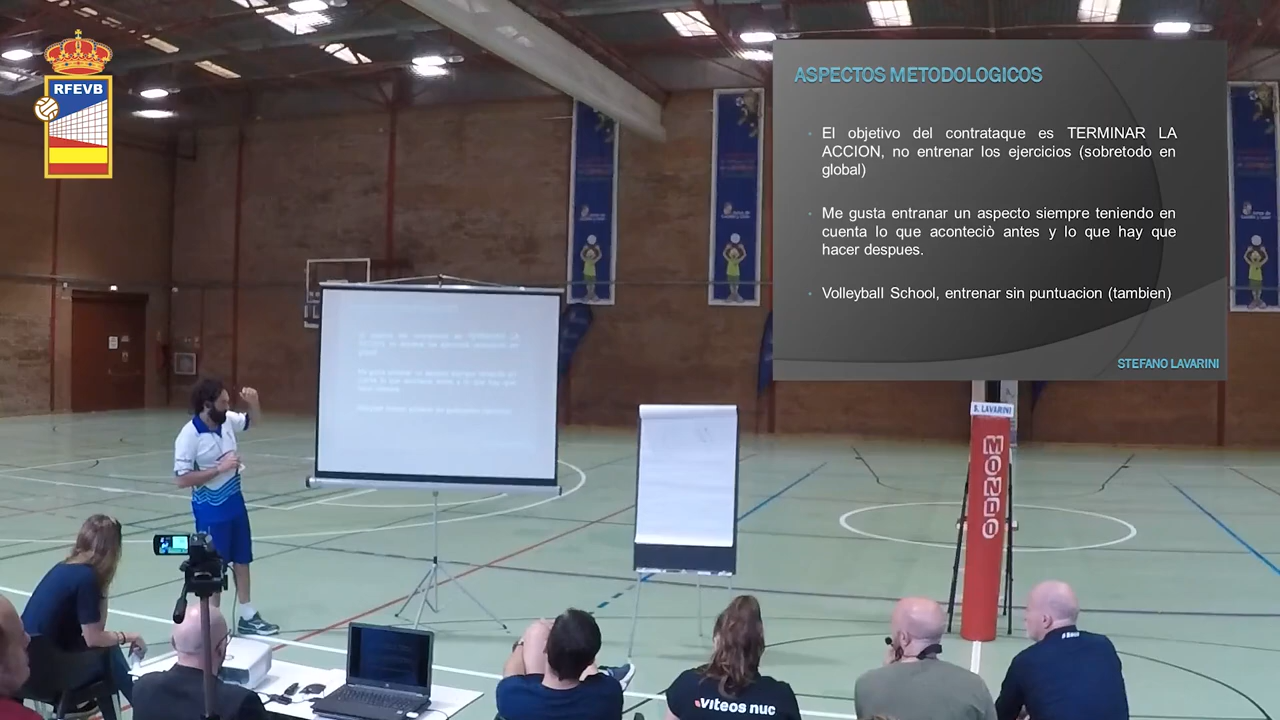 RFEVB
ASPECTOS METODOLOGICOS
El objetivo del contrataque es TERMINAR LA
ACCION, no entrenar los ejercicios (sobretodo en
global)
Me gusta entranar un aspecto siempre teniendo en
cuenta lo que aconteciò antes y lo que hay que
hacer despues.
Volleyball School, entrenar sin puntuacion (tambien)
STEFANO LAVARINI
S. LAVARINI
MONDO
Viteos nuc